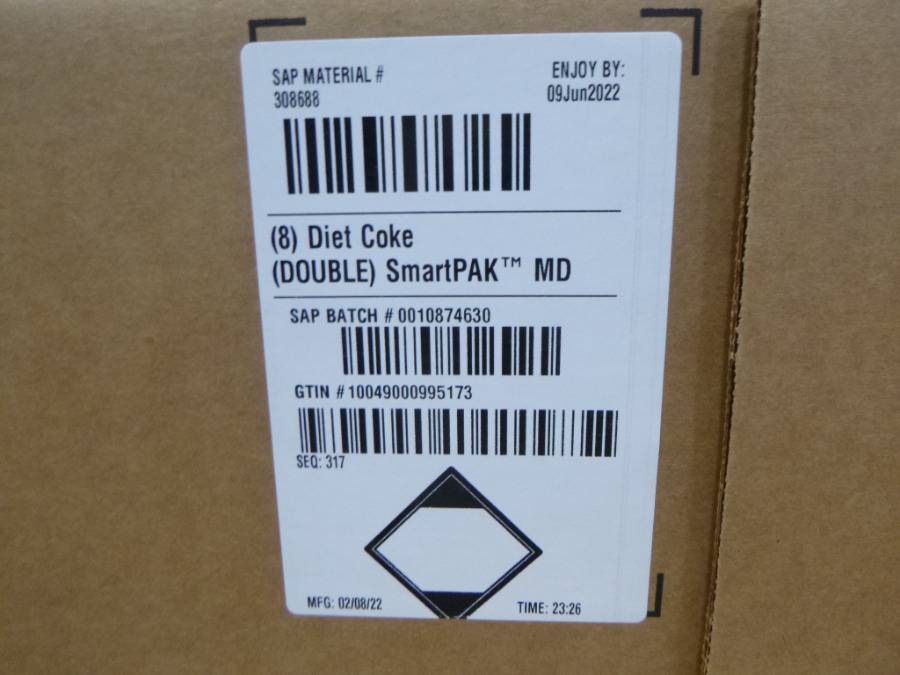 SAP MATERIAL #
308688
ENJOY BY:
09Jun2022
(8) Diet Coke
(DOUBLE) SmartPAK™ MD
SAP BATCH # 0010874630
GTIN # 10049000995173
SEQ: 317
MFG: 02/08/22
TIME: 23:26